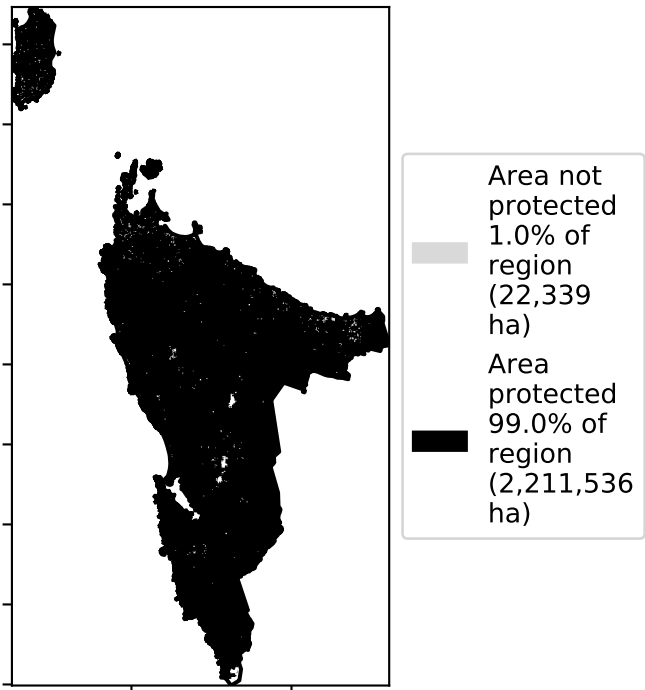 Area not
protected
1.0% of
region
(22,339
ha)
Area
protected
99.0% of
region
(2,211,536
ha)